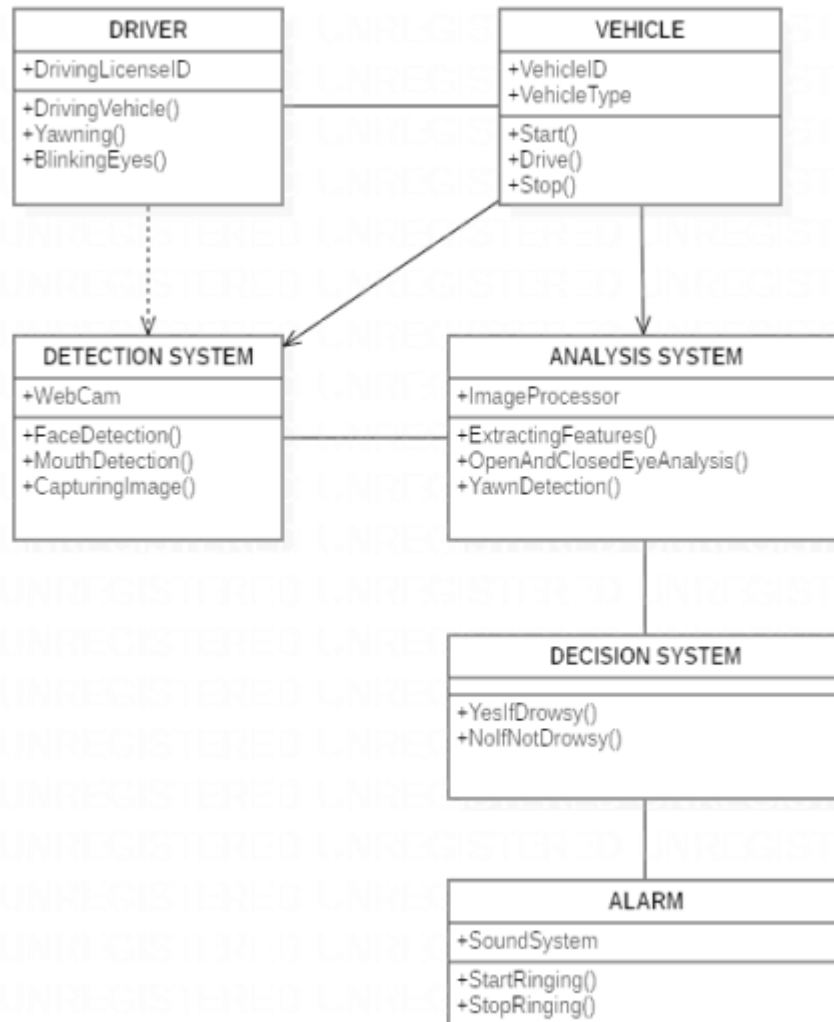 DRIVER
+DrivingLicenseID
+DrivingVehicle()
+Yawning()
+BlinkingEyes()
VEHICLE
+VehicleID
+VehicleType
+Start()
+Drive()
+Stop()
DETECTION SYSTEM
+WebCam
+FaceDetection()
+MouthDetection()
+CapturingImage()
ANALYSIS SYSTEM
+ImageProcessor
+ExtractingFeatures()
+OpenAndClosedEyeAnalysis()
+YawnDetection()
DECISION SYSTEM
+YesIfDrowsy()
+NoIfNotDrowsy()
ALARM
+SoundSystem
+StartRinging()
+StopRinging()